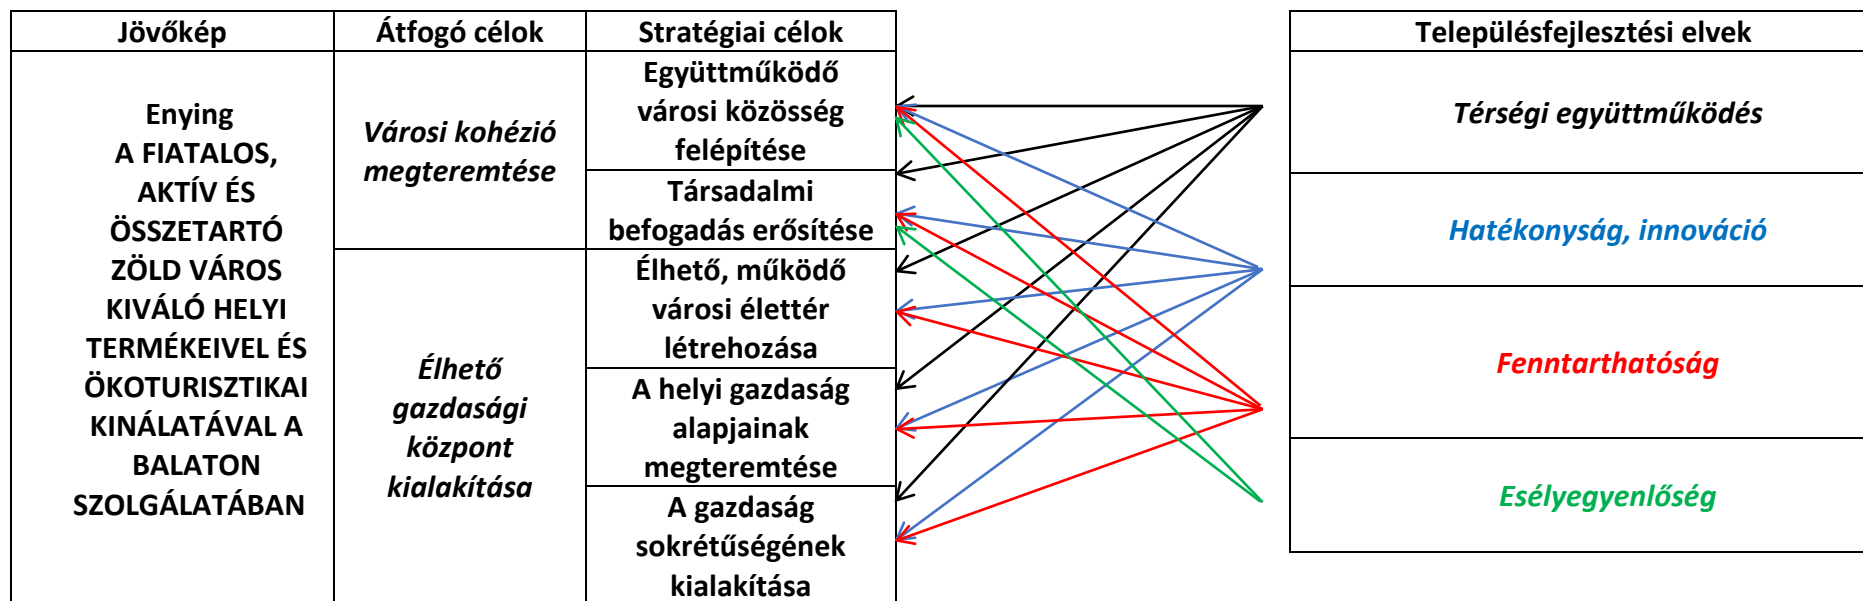 Jövőkép
Átfogó célok
Stratégiai célok
Településfejlesztési elvek
Enying
A FIATALOS,
AKTÍV ÉS
ÖSSZETARTÓ
ZÖLD VÁROS
KIVÁLÓ HELYI
TERMÉKEIVEL ÉS
ÖKOTURISZTIKAI
KINÁLATÁVAL A
BALATON
SZOLGÁLATÁBAN
Városi kohézió
megteremtése
Élhető
gazdasági
központ
kialakítása
Együttműködő
városi közösség
felépítése
Társadalmi
befogadás erősítése
Élhető, működő
városi élettér
létrehozása
A helyi gazdaság
alapjainak
megteremtése
A gazdaság
sokrétűségének
kialakítása
Térségi együttműködés
Hatékonyság, innováció
Fenntarthatóság
Esélyegyenlőség